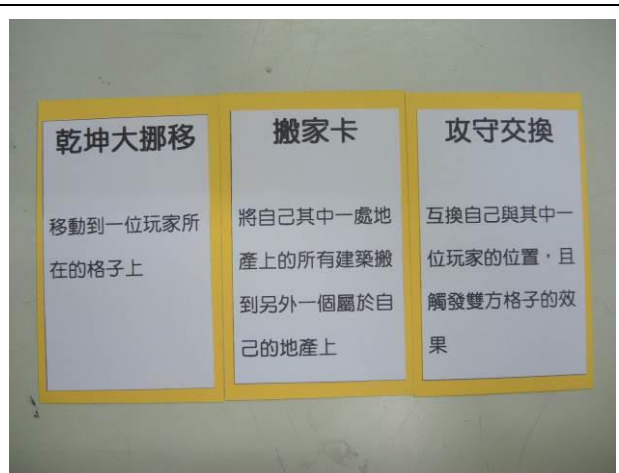 乾坤大挪移
移動到一位玩家所
在的格子上
搬家卡
將自己其中一處地
產上的所有建築搬
到另外一個屬於自
己的地產上
攻守交換
互換自己與其中一
位玩家的位置，且
觸發雙方格子的效
果